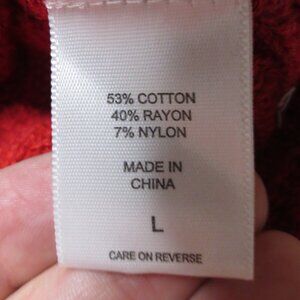 53% COTTON
40% RAYON
7% NYLON
MADE IN
CHINA
L
CARE ON REVERSE